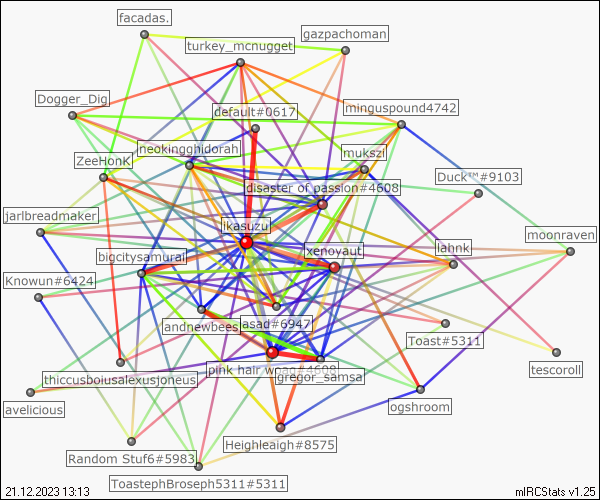 facadas.
gazpachoman
turkey_mcnugget
Dogger_Dig
minguspound4742
default#0617
neokingghidorah
mukszi
ZeeHonk
Duck™#9103
disaster of passion#4608
jarlbreadmaker
ikasuzu
moonraven
xenoyaut
lahnk
bigcitysamurai
Knowun#6424
andnewbees
asad#6947
Toast#5311
tescoroll
pink hair woag#4608
gregor_samsa
thiccusboiusalexusjoneus
avelicious
ogshroom
Heighleaigh#8575
Random Stuf6#5983
ToastephBroseph5311#5311
21.12.2023 13:13
mIRCStats v1.25